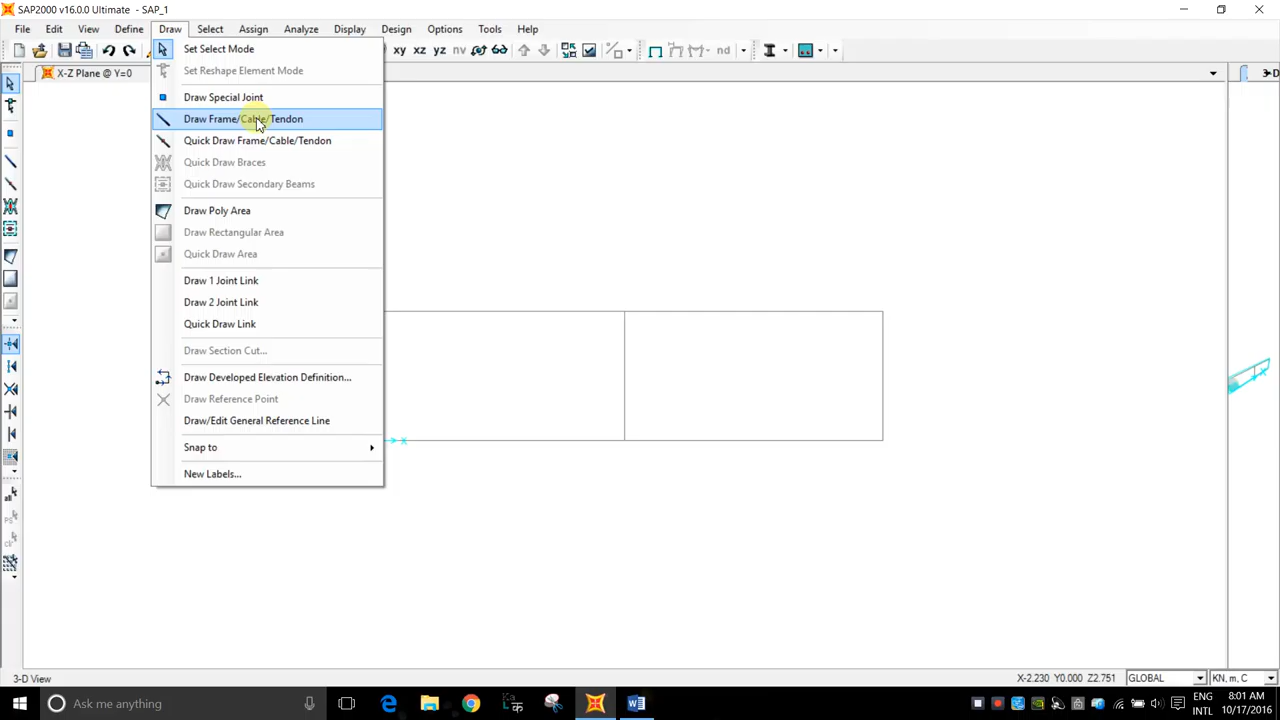 SAP2000 v16.0.0 Ultimate - SAP_1
File Edit View Define Draw Select Assign Analyze Display Design Options Tools Help
xy xz yz nv nd
X-Z Plane @ Y=0
3-D
Set Select Mode
Set Reshape Element Mode
Draw Special Joint
Draw Frame/Cable/Tendon
Quick Draw Frame/Cable/Tendon
Quick Draw Braces
Quick Draw Secondary Beams
Draw Poly Area
Draw Rectangular Area
Quick Draw Area
Draw 1 Joint Link
Draw 2 Joint Link
Quick Draw Link
Draw Section Cut...
Draw Developed Elevation Definition...
Draw Reference Point
Draw/Edit General Reference Line
Snap to
New Labels...
X
X
3-D View
X-2.230 Y0.000 Z2.751
GLOBAL
KN, m, C
Ask me anything
ENG
INTL
8:01 AM
10/17/2016